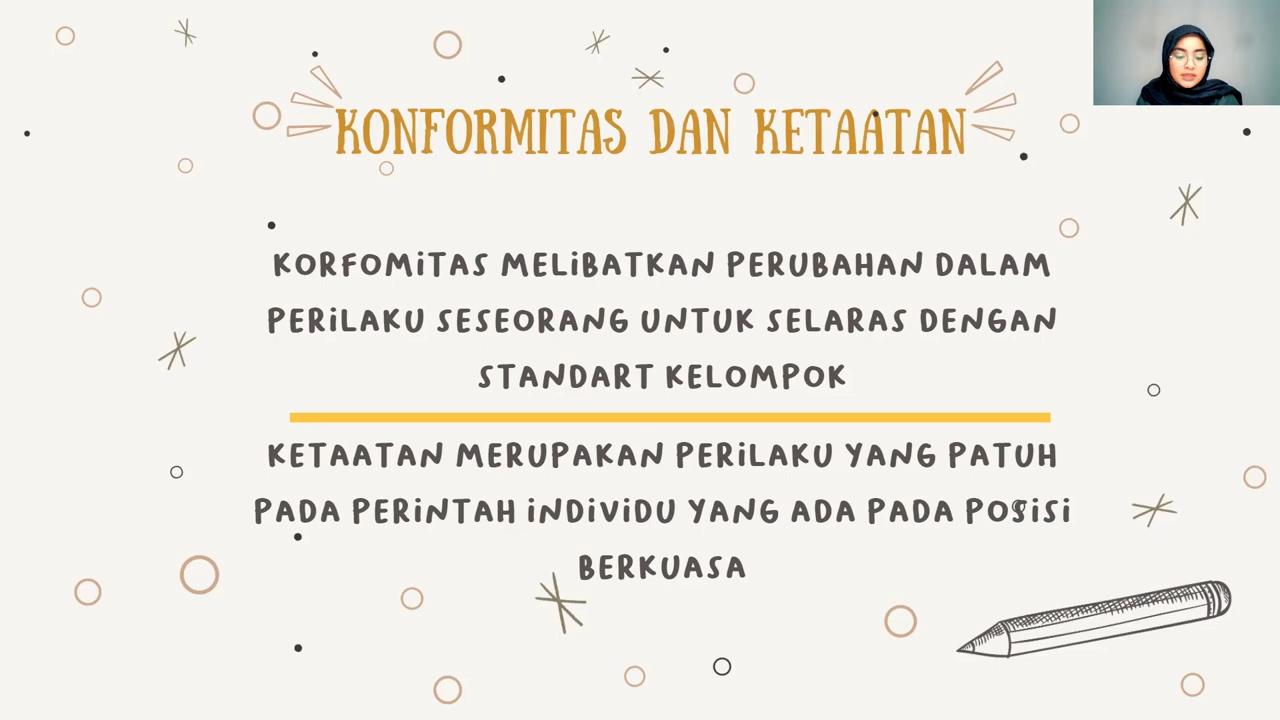 KONFORMITAS DAN KETAATAN
KORFOMITAS MELIBATKAN PERUBAHAN DALAM
PERILAKU SESEORANG UNTUK SELARAS DENGAN
STANDART KELOMPOK
KETAATAN MERUPAKAN PERILAKU YANG PATUH
PADA PERINTAH INDIVIDU YANG ADA PADA POSISI
BERKUASA